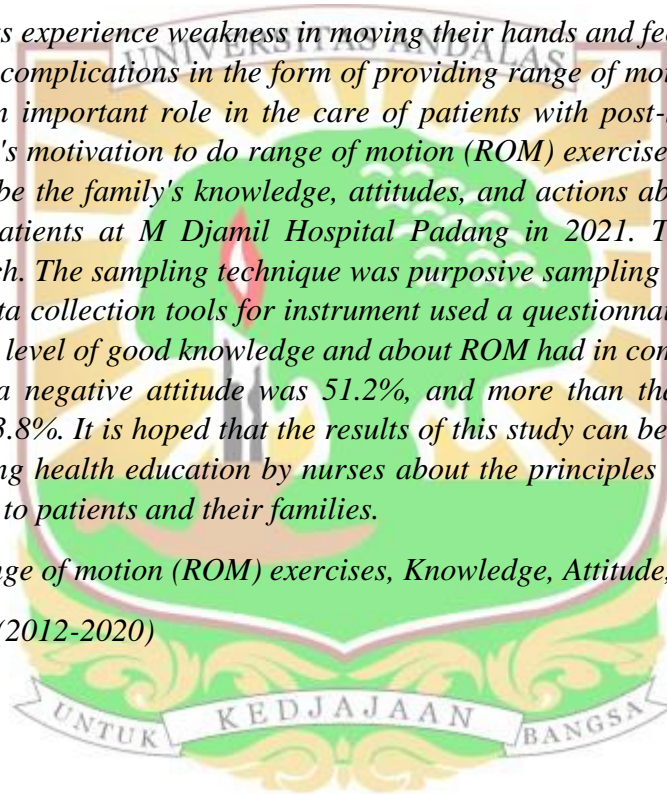 s experience weakness in moving their hands and fee
UNIVERSITAS ANDALAS
complications in the form of providing range of mo
n important role in the care of patients with post-
's motivation to do range of motion (ROM) exercise
be the family's knowledge, attitudes, and actions ab
atients at M Djamil Hospital Padang in 2021. T
ch. The sampling technique was purposive sampling
ta collection tools for instrument used a questionna
level of good knowledge and about ROM had in con
a negative attitude was 51.2%, and more than tha
3.8%. It is hoped that the results of this study can be
ng health education by nurses about the principles
to patients and their families.
nge of motion (ROM) exercises, Knowledge, Attitude,
(2012-2020)
UNTUK KEDJAJAAN BANGSA